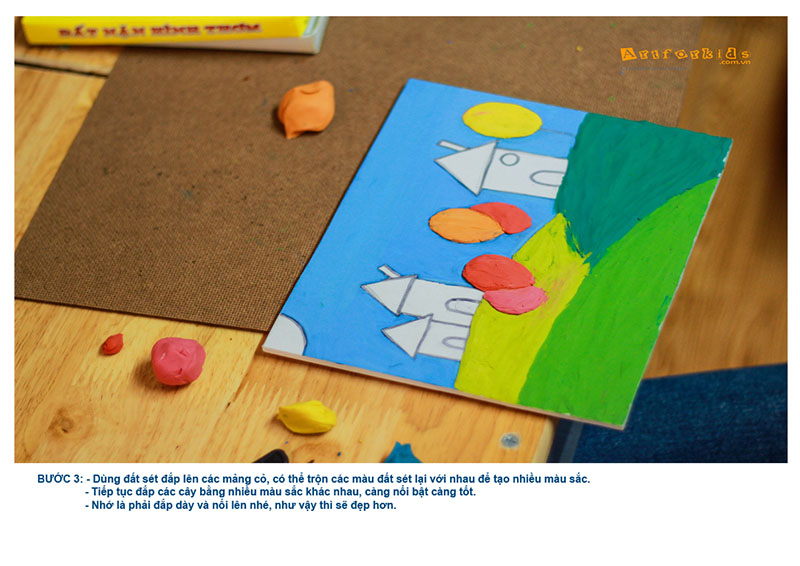 ĐẤT NẶN HÌNH THƠM
Artforkids
.com.vn
BƯỚC 3: - Dùng đất sét đắp lên các mảng cỏ, có thể trộn các màu đất sét lại với nhau để tạo nhiều màu sắc.
- Tiếp tục đắp các cây bằng nhiều màu sắc khác nhau, càng nổi bật càng tốt.
- Nhớ là phải đắp dày và nổi lên nhé, như vậy thì sẽ đẹp hơn.